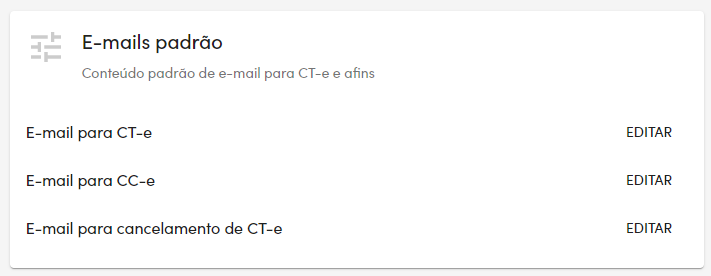 E-mails padrão
Conteúdo padrão de e-mail para CT-e e afins
E-mail para CT-e EDITAR
E-mail para CC-e EDITAR
E-mail para cancelamento de CT-e EDITAR